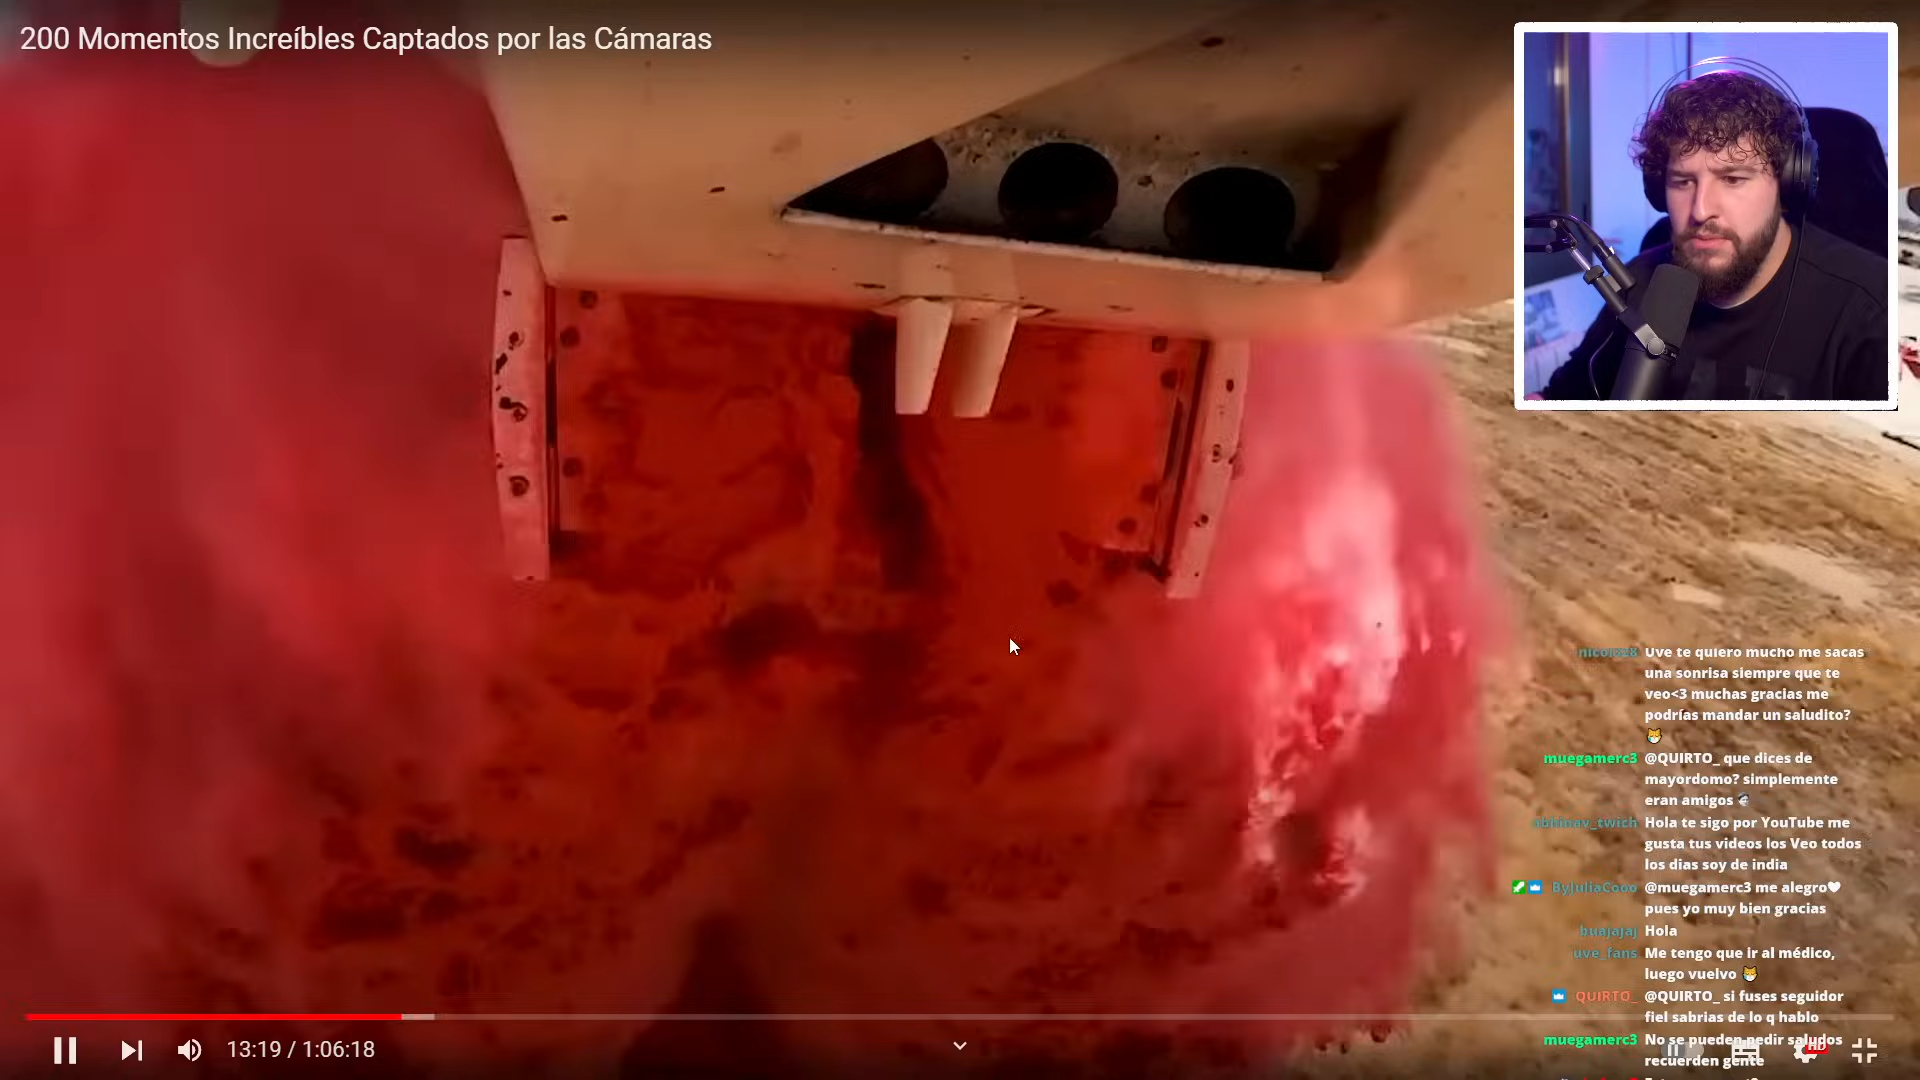 200 Momentos Increíbles Captados por las Cámaras
Uve te quiero mucho me sacas
una sonrisa siempre que te
veo<3 muchas gracias me
podrías mandar un saludito?
muegamerc3 @QUIRTO_ que dices de
mayordomo? simplemente
eran amigos
abhinav_twich Hola te sigo por YouTube me
gusta tus videos los Veo todos
los dias soy de india
ByJuliaCooo @muegamerc3 me alegro
pues yo muy bien gracias
buajajaj Hola
uve_fans Me tengo que ir al médico,
luego vuelvo
QUIRTO_ @QUIRTO_ si fuses seguidor
fiel sabrias de lo q hablo
muegamerc3 No se pueden pedir saludos
recuerden gente
13:19 / 1:06:18
HD